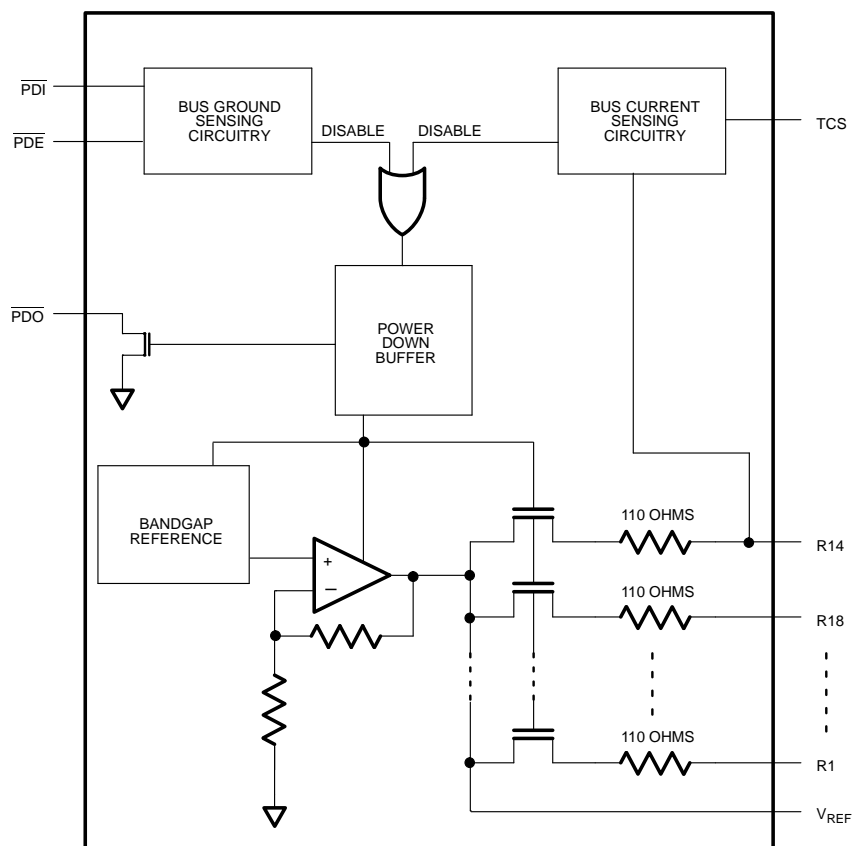 PDI
BUS GROUND
SENSING
CIRCUITRY
PDE
DISABLE
DISABLE
BUS CURRENT
SENSING
CIRCUITRY
TCS
PDO
POWER
DOWN
BUFFER
BANDGAP
REFERENCE
+
−
110 OHMS
R14
110 OHMS
R18
110 OHMS
R1
VREF